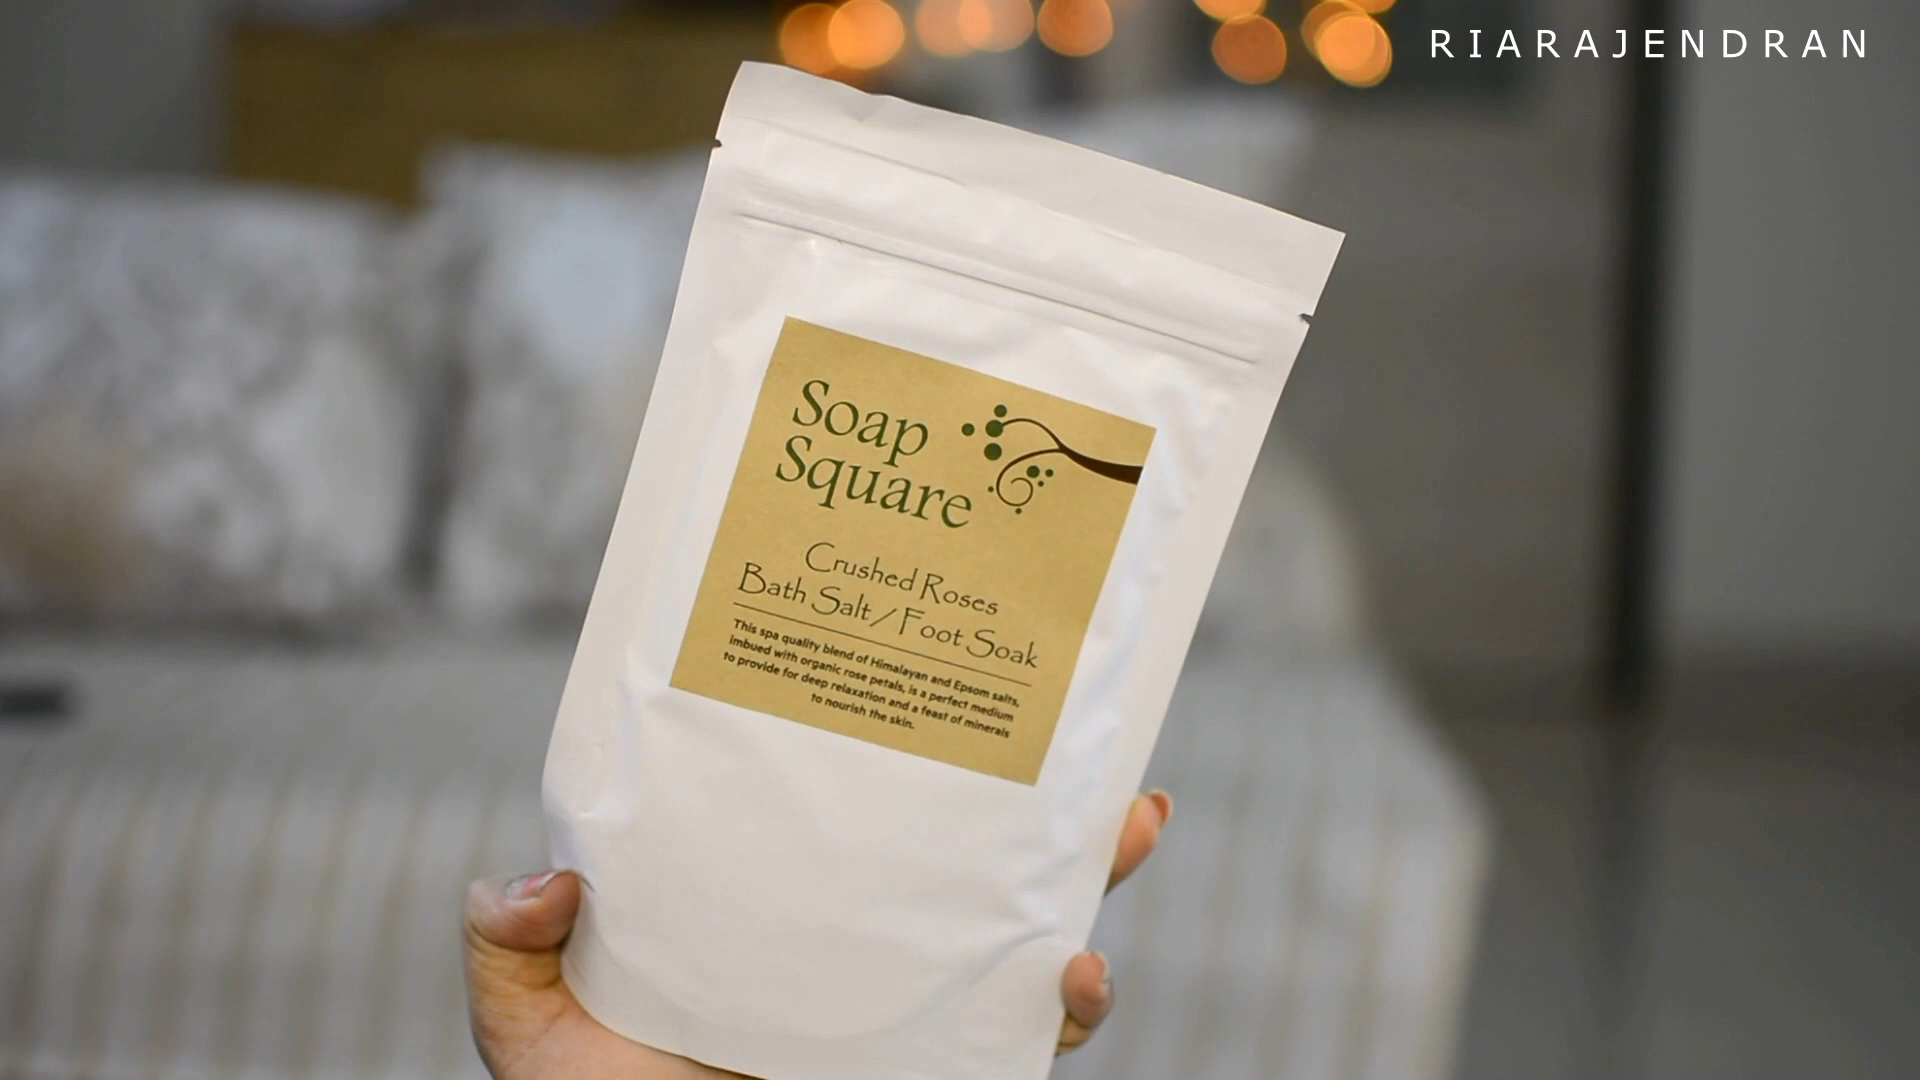 RIARAJENDRAN
Soap
Square
Crushed Roses
Bath Salt / Foot Soak
This spa quality blend of Himalayan and Epsom salts,
imbued with organic rose petals, is a perfect medium
to provide for deep relaxation and a feast of minerals
to nourish the skin.